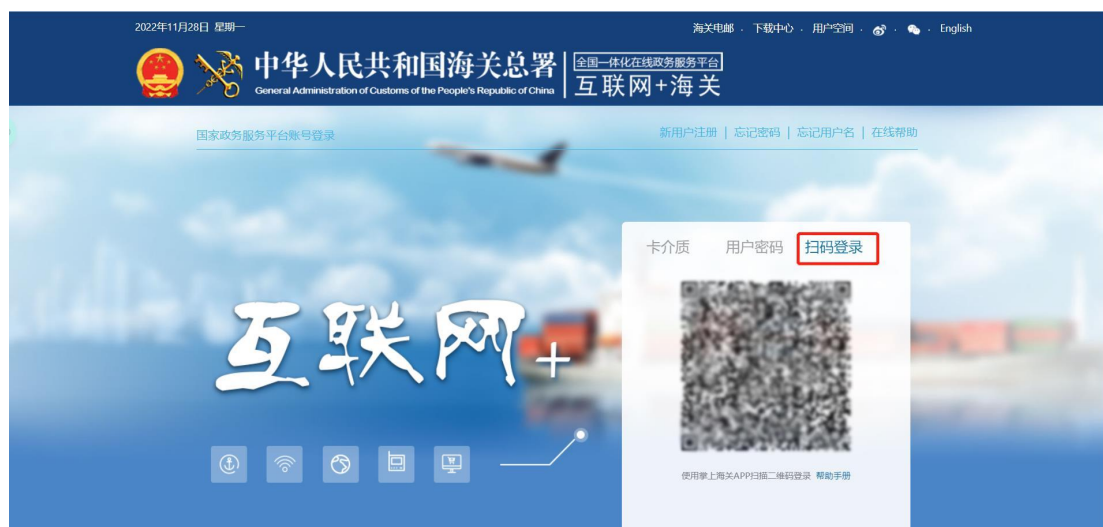 2022年11月28日 星期一
海关电邮 · 下载中心 · 用户空间 · · · English
中华人民共和国海关总署
General Administration of Customs of the People's Republic of China
全国一体化在线政务服务平台
互联网+海关
国家政务服务平台账号登录
新用户注册 | 忘记密码 | 忘记用户名 | 在线帮助
卡介质 用户密码 扫码登录
互联网+
使用掌上海关APP扫描二维码登录 帮助手册